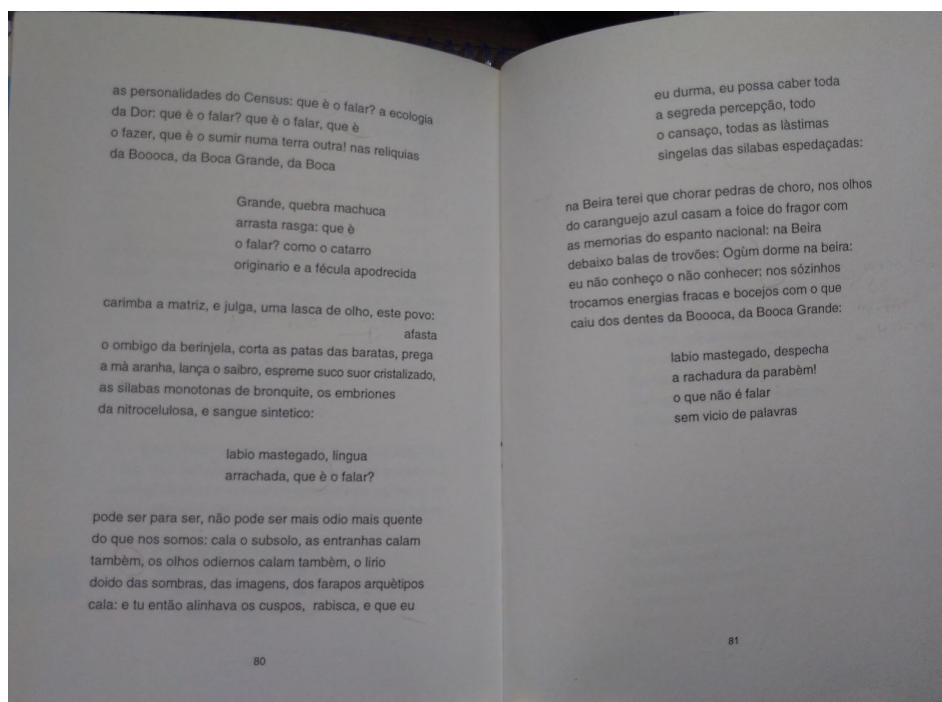 as personalidades do Census: que è o falar? a ecologia
da Dor: que è o falar? que è o falar, que è
o fazer, que è o sumir numa terra outra! nas reliquias
da Boooca, da Boca Grande, da Boca
Grande, quebra machuca
arrasta rasga: que è
o falar? como o catarro
originario e a fécula apodrecida
carimba a matriz, e julga, uma lasca de olho, este povo:
afasta
o ombigo da berinjela, corta as patas das baratas, prega
a mà aranha, lança o saibro, espreme suco suor cristalizado,
as silabas monotonas de bronquite, os embriones
da nitrocelulosa, e sangue sintetico:
labio mastegado, lingua
arrachada, que è o falar?
pode ser para ser, não pode ser mais odio mais quente
do que nos somos: cala o subsolo, as entranhas calam
tambèm, os olhos odiernos calam tambèm, o lirio
doido das sombras, das imagens, dos farapos arquètipos
cala: e tu então alinhava os cuspos, rabisca, e que eu
80
eu durma, eu possa caber toda
a segreda percepção, todo
o cansaço, todas as làstimas
singelas das silabas espedaçadas:
na Beira terei que chorar pedras de choro, nos olhos
do caranguejo azul casam a foice do fragor com
as memorias do espanto nacional: na Beira
debaixo balas de trovões: Ogùm dorme na beira:
eu não conheço o não conhecer; nos sózinhos
trocamos energias fracas e bocejos com o que
caiu dos dentes da Boooca, da Booca Grande:
labio mastegado, despecha
a rachadura da parabèm!
o que não é falar
sem vicio de palavras
81